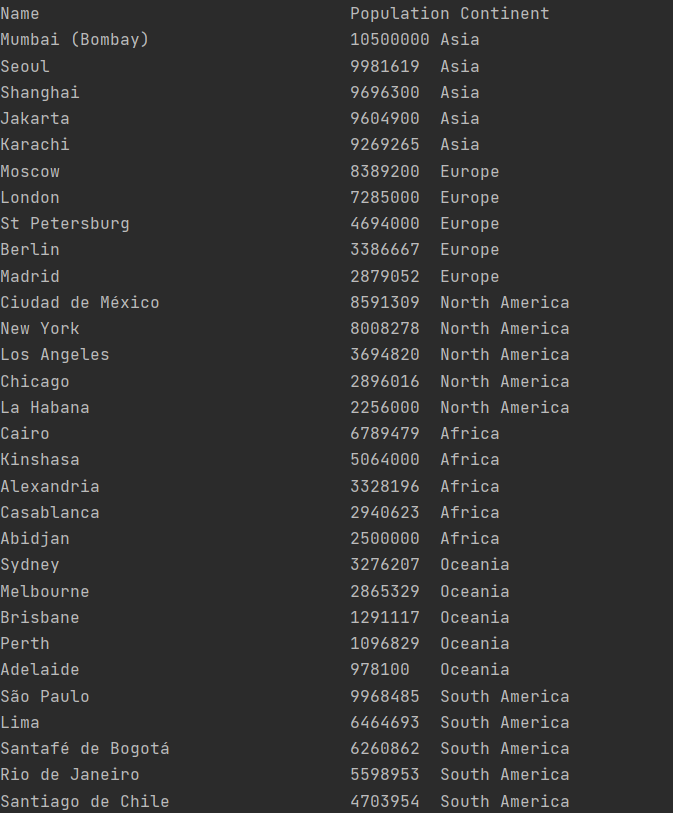 Name Population Continent
Mumbai (Bombay) 10500000 Asia
Seoul 9981619 Asia
Shanghai 9696300 Asia
Jakarta 9604900 Asia
Karachi 9269265 Asia
Moscow 8389200 Europe
London 7285000 Europe
St Petersburg 4694000 Europe
Berlin 3386667 Europe
Madrid 2879052 Europe
Ciudad de México 8591309 North America
New York 8008278 North America
Los Angeles 3694820 North America
Chicago 2896016 North America
La Habana 2256000 North America
Cairo 6789479 Africa
Kinshasa 5064000 Africa
Alexandria 3328196 Africa
Casablanca 2940623 Africa
Abidjan 2500000 Africa
Sydney 3276207 Oceania
Melbourne 2865329 Oceania
Brisbane 1291117 Oceania
Perth 1096829 Oceania
Adelaide 978100 Oceania
São Paulo 9968485 South America
Lima 6464693 South America
Santafé de Bogotá 6260862 South America
Rio de Janeiro 5598953 South America
Santiago de Chile 4703954 South America